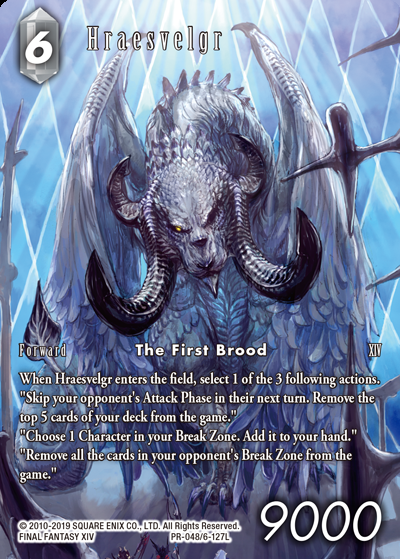 6
Hraesvelgr
Forward
The First Brood
XIV
When Hraesvelgr enters the field, select 1 of the 3 following actions.
"Skip your opponent's Attack Phase in their next turn. Remove the
top 5 cards of your deck from the game."
"Choose 1 Character in your Break Zone. Add it to your hand."
"Remove all the cards in your opponent's Break Zone from the
game."
© 2010-2019 SQUARE ENIX CO., LTD. All Rights Reserved.
FINAL FANTASY XIV
PR-048/6-127L
9000